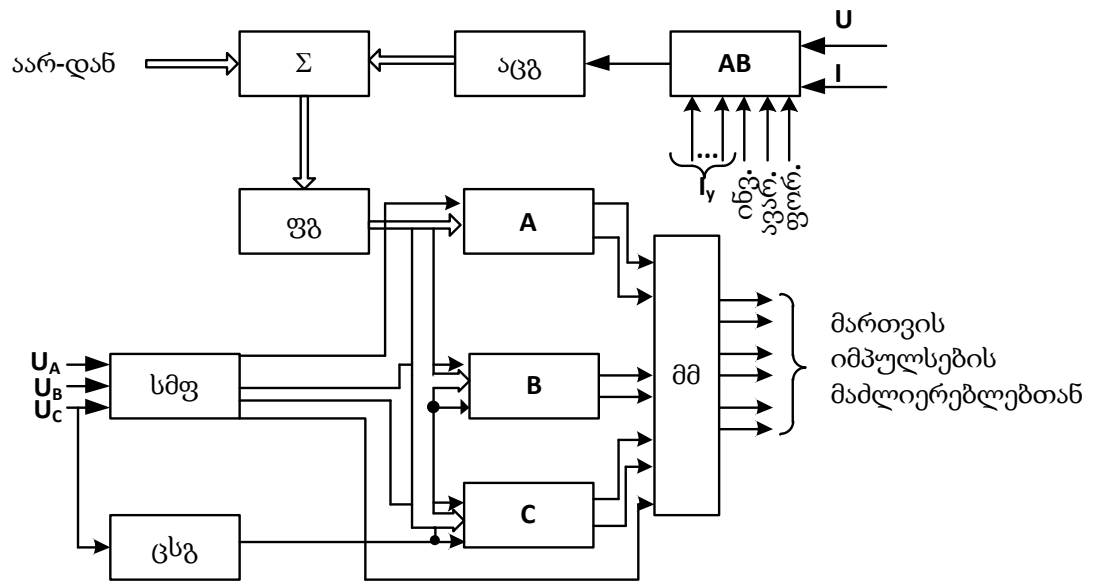 U
აარ-დან
Σ
აცგ
AB
I
...
Iy
ინვ.
ავარ.
ფორ.
ფგ
A
UA
UB
UC
სმფ
B
მმ
მართვის
იმპულსების
მაძლიერებლებთან
C
ცსგ